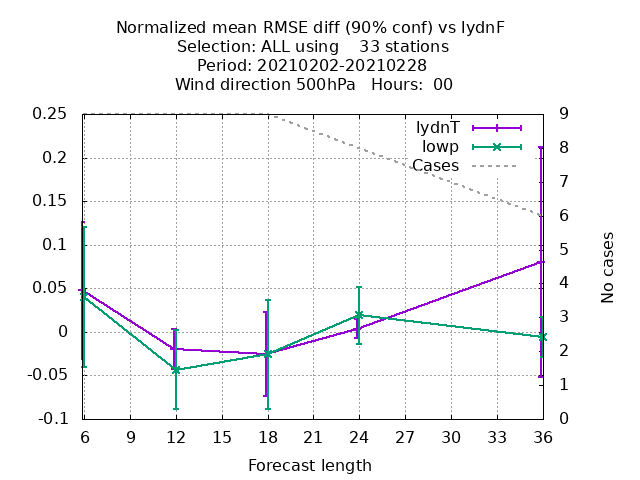 Normalized mean RMSE diff (90% conf) vs lydnF
Selection: ALL using    33 stations
Period: 20210202-20210228
Wind direction 500hPa   Hours:  00
0.25
0.2
0.15
0.1
0.05
0
-0.05
-0.1
9
8
7
6
5
4
3
2
1
0
lydnT
lowp
Cases
No cases
6 9 12 15 18 21 24 27 30 33 36
Forecast length